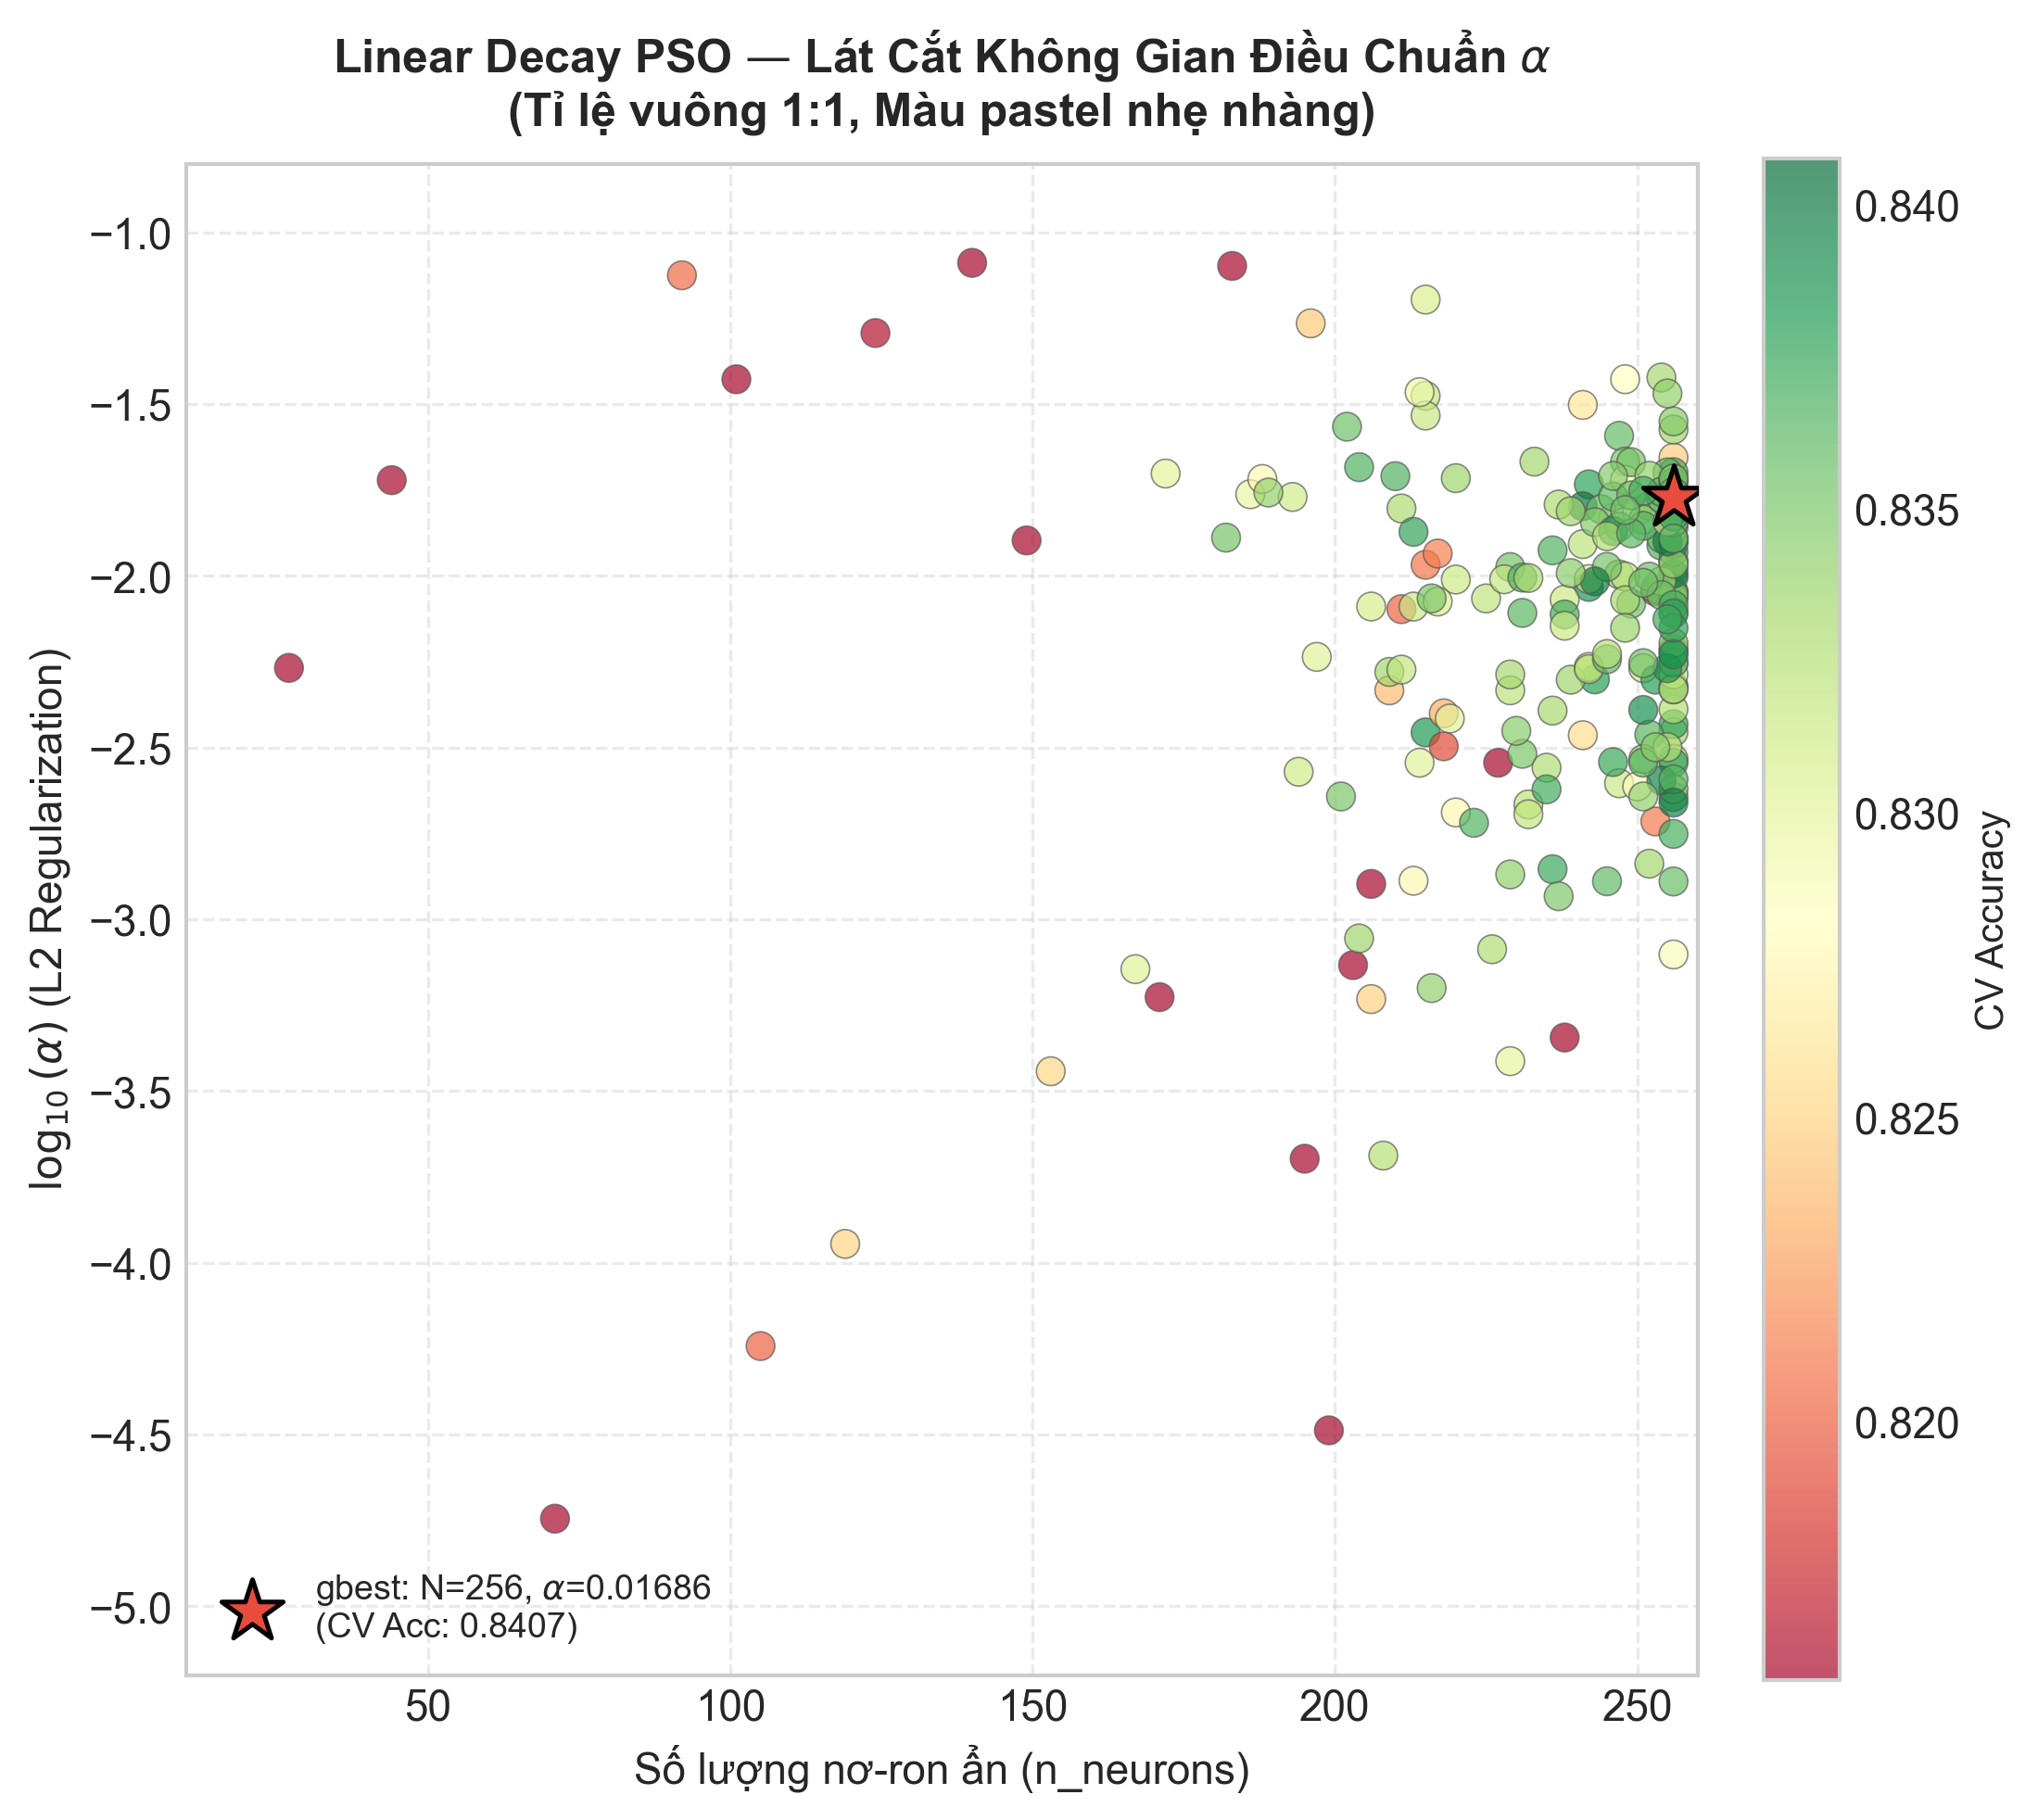 Linear Decay PSO — Lát Cắt Không Gian Điều Chuẩn α
(Tỉ lệ vuông 1:1, Màu pastel nhẹ nhàng)
−1.0
−1.5
−2.0
−2.5
−3.0
−3.5
−4.0
−4.5
−5.0
log₁₀(α) (L2 Regularization)
gbest: N=256, α=0.01686
(CV Acc: 0.8407)
50
100
150
200
250
Số lượng nơ-ron ẩn (n_neurons)
0.840
0.835
0.830
0.825
0.820
CV Accuracy